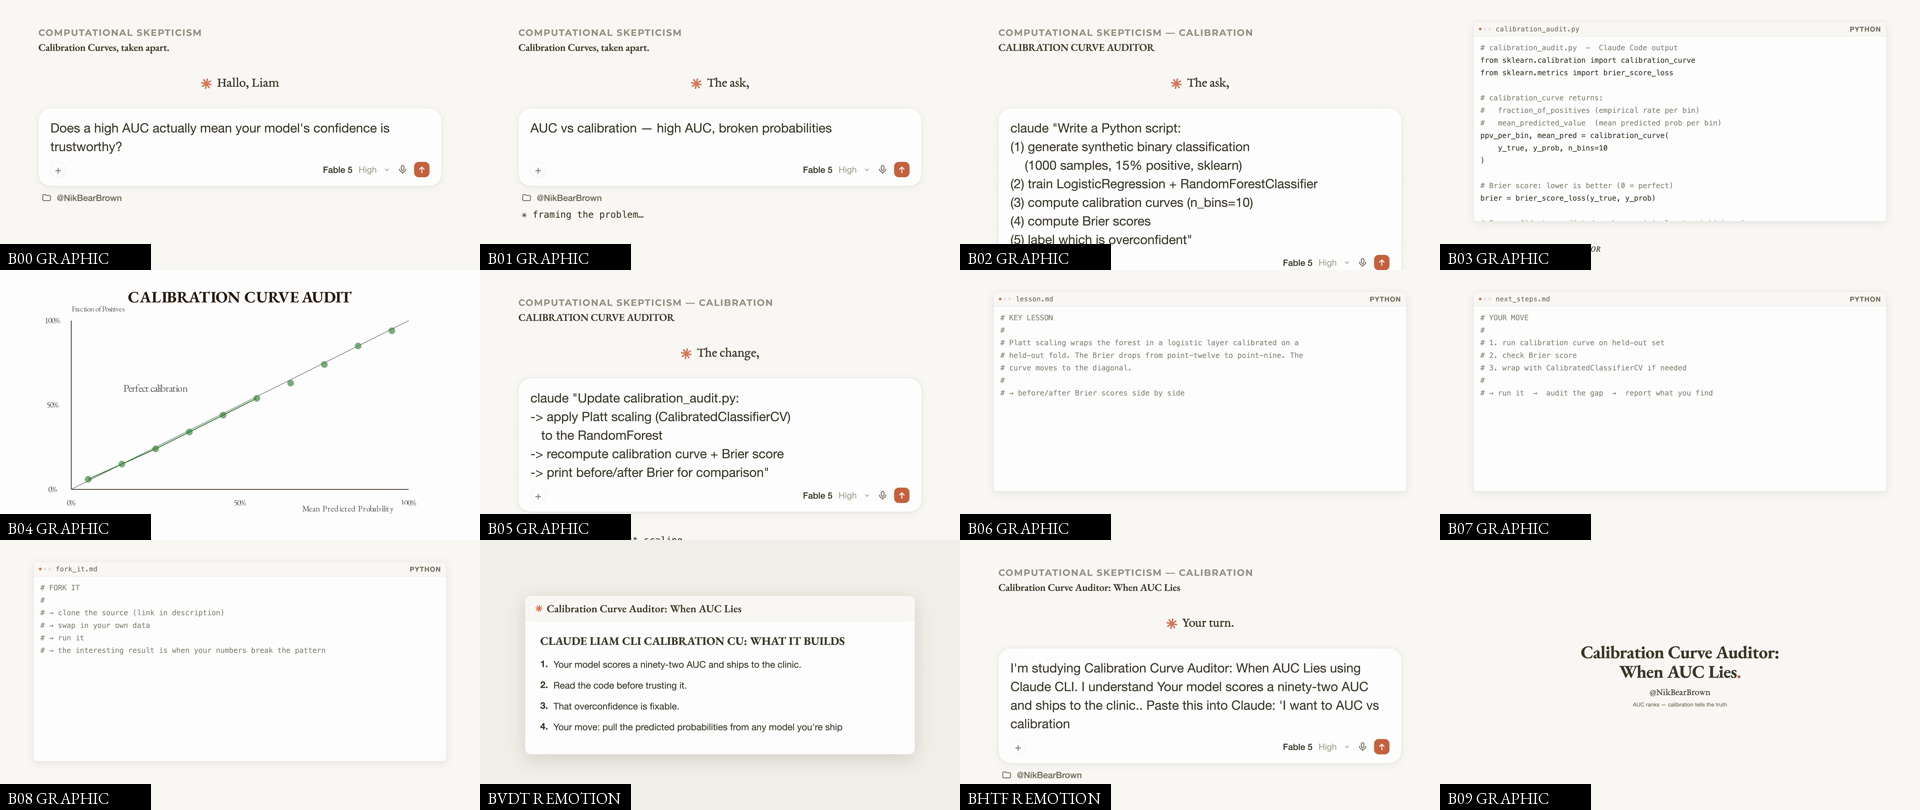 COMPUTATIONAL SKEPTICISM
Calibration Curves, taken apart.
Hallo, Liam
Does a high AUC actually mean your model's confidence is
trustworthy?
+
Fable 5 High
@NikBearBrown
B00 GRAPHIC
COMPUTATIONAL SKEPTICISM
Calibration Curves, taken apart.
The ask,
AUC vs calibration — high AUC, broken probabilities
+
Fable 5 High
@NikBearBrown
✳ framing the problem…
B01 GRAPHIC
COMPUTATIONAL SKEPTICISM — CALIBRATION
CALIBRATION CURVE AUDITOR
The ask,
claude "Write a Python script:
(1) generate synthetic binary classification
(1000 samples, 15% positive, sklearn)
(2) train LogisticRegression + RandomForestClassifier
(3) compute calibration curves (n_bins=10)
(4) compute Brier scores
(5) label which is overconfident"
Fable 5 High
B02 GRAPHIC
calibration_audit.py
PYTHON
# calibration_audit.py — Claude Code output
from sklearn.calibration import calibration_curve
from sklearn.metrics import brier_score_loss
# calibration_curve returns:
# fraction_of_positives (empirical rate per bin)
# mean_predicted_value (mean predicted prob per bin)
ppv_per_bin, mean_pred = calibration_curve(
y_true, y_prob, n_bins=10
)
# Brier score: lower is better (0 = perfect)
brier = brier_score_loss(y_true, y_prob)
OR
B03 GRAPHIC
CALIBRATION CURVE AUDIT
Fraction of Positives
100%
Perfect calibration
50%
0%
0%
50%
100%
Mean Predicted Probability
B04 GRAPHIC
COMPUTATIONAL SKEPTICISM — CALIBRATION
CALIBRATION CURVE AUDITOR
The change,
claude "Update calibration_audit.py:
-> apply Platt scaling (CalibratedClassifierCV)
to the RandomForest
-> recompute calibration curve + Brier score
-> print before/after Brier for comparison"
+
Fable 5 High
B05 GRAPHIC
lesson.md
PYTHON
# KEY LESSON
#
# Platt scaling wraps the forest in a logistic layer calibrated on a
# held-out fold. The Brier drops from point-twelve to point-nine. The
# curve moves to the diagonal.
#
# → before/after Brier scores side by side
B06 GRAPHIC
next_steps.md
PYTHON
# YOUR MOVE
#
# 1. run calibration curve on held-out set
# 2. check Brier score
# 3. wrap with CalibratedClassifierCV if needed
#
# → run it → audit the gap → report what you find
B07 GRAPHIC
fork_it.md
PYTHON
# FORK IT
#
# → clone the source (link in description)
# → swap in your own data
# → run it
# → the interesting result is when your numbers break the pattern
B08 GRAPHIC
Calibration Curve Auditor: When AUC Lies
CLAUDE LIAM CLI CALIBRATION CU: WHAT IT BUILDS
1. Your model scores a ninety-two AUC and ships to the clinic.
2. Read the code before trusting it.
3. That overconfidence is fixable.
4. Your move: pull the predicted probabilities from any model you're ship
BVDT REMOTION
COMPUTATIONAL SKEPTICISM — CALIBRATION
Calibration Curve Auditor: When AUC Lies
Your turn.
I'm studying Calibration Curve Auditor: When AUC Lies using
Claude CLI. I understand Your model scores a ninety-two AUC
and ships to the clinic.. Paste this into Claude: 'I want to AUC vs
calibration
+
Fable 5 High
@NikBearBrown
BHTF REMOTION
Calibration Curve Auditor:
When AUC Lies.
@NikBearBrown
AUC ranks — calibration tells the truth
B09 GRAPHIC